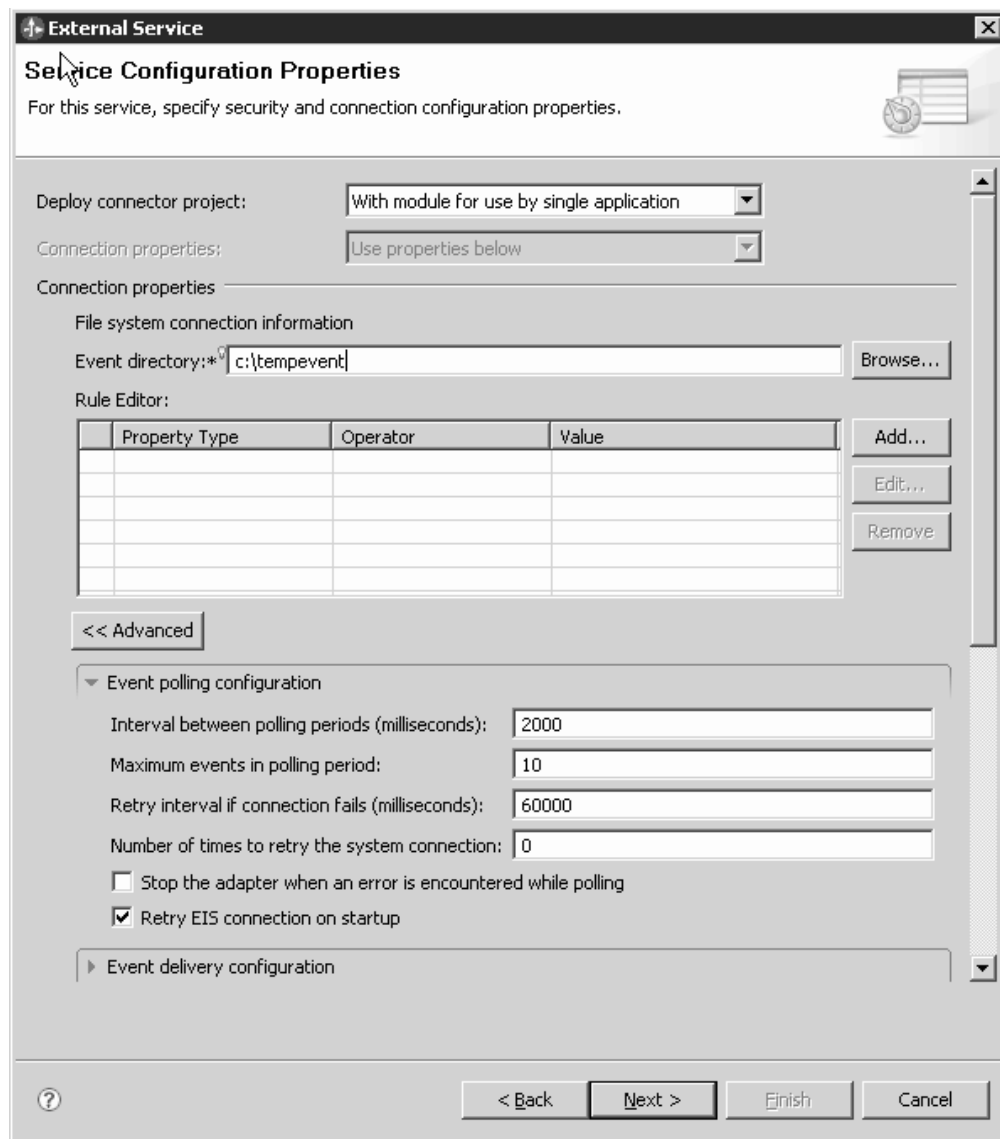 External Service
Service Configuration Properties
For this service, specify security and connection configuration properties.
Deploy connector project: With module for use by single application
Connection properties: Use properties below
Connection properties
File system connection information
Event directory:* c:\tempevent Browse...
Rule Editor:
Property Type Operator Value Add...
Edit...
Remove
<< Advanced
Event polling configuration
Interval between polling periods (milliseconds): 2000
Maximum events in polling period: 10
Retry interval if connection fails (milliseconds): 60000
Number of times to retry the system connection: 0
Stop the adapter when an error is encountered while polling
Retry EIS connection on startup
Event delivery configuration
? < Back Next > Finish Cancel